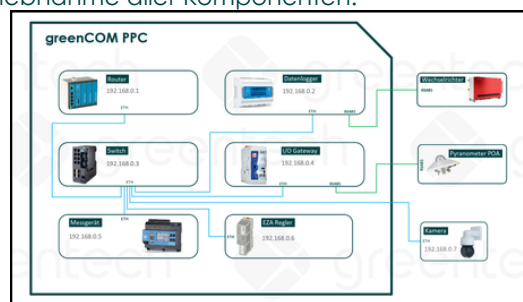 iebnahme aller Komponenten.
greenCOM PPC
Router
192.168.0.1
ETH
Datenlogger
192.168.0.2
ETH
RS485
Wechselrichter
RS485
Switch
192.168.0.3
ETH
I/O Gateway
192.168.0.4
ETH
RS485
Pyranometer POA
RS485
Messgerät
ETH
192.168.0.5
EZA Regler
ETH
192.168.0.6
Kamera
ETH
192.168.0.7
greentech